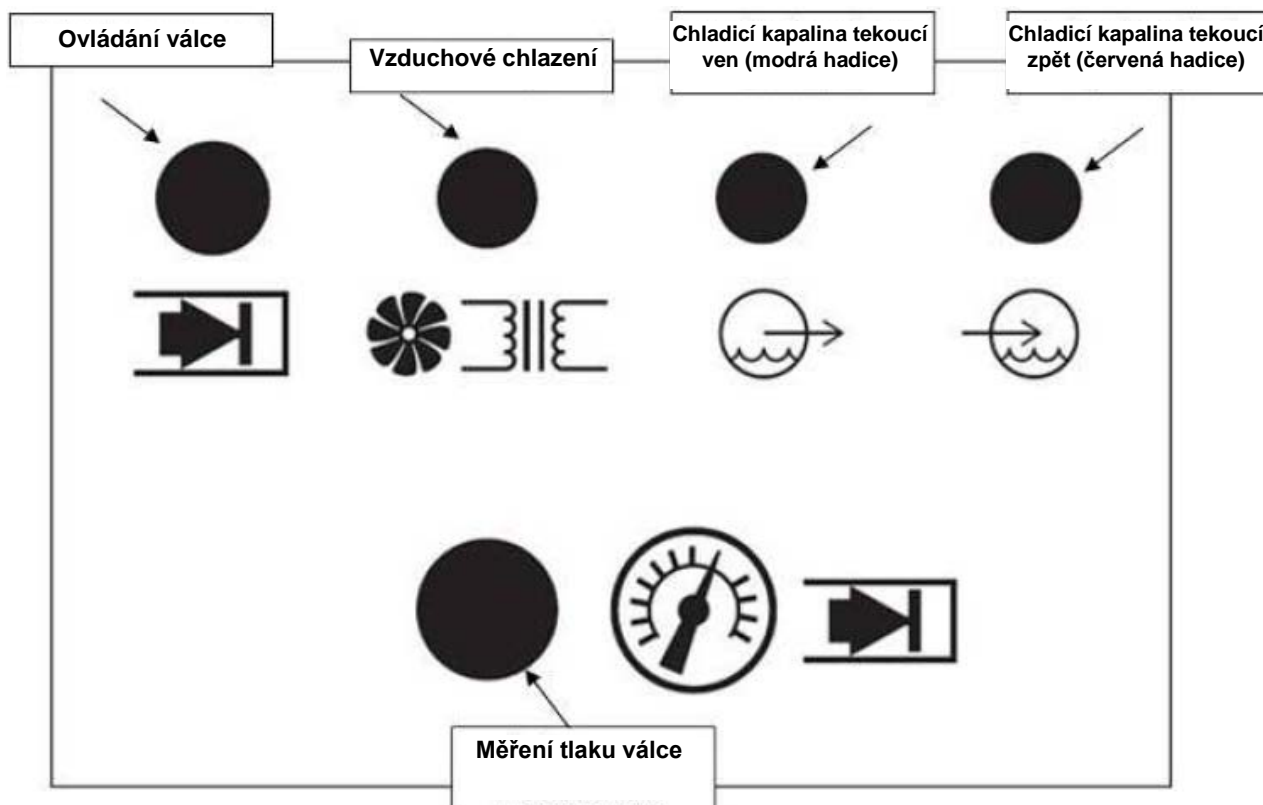 Ovládání válce
Vzduchové chlazení
Chladicí kapalina tekoucí
ven (modrá hadice)
Chladicí kapalina tekoucí
zpět (červená hadice)
Měření tlaku válce